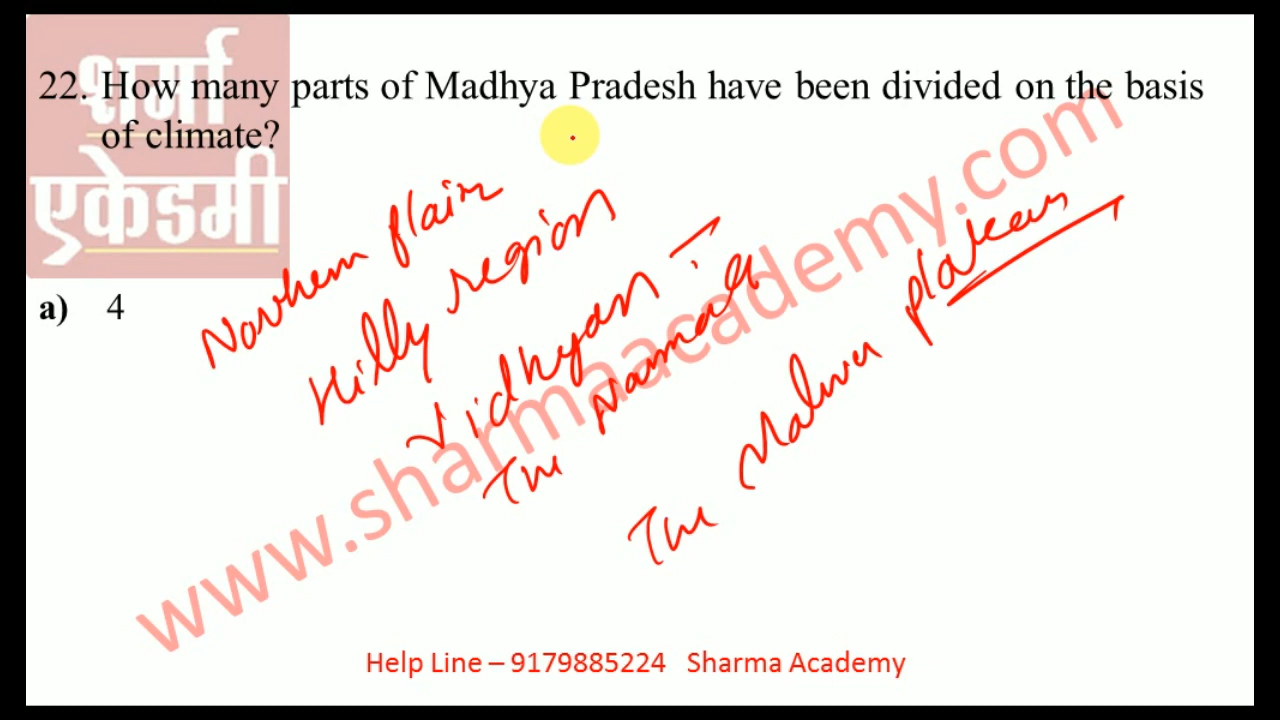 शर्मा
एकेडमी
22. How many parts of Madhya Pradesh have been divided on the basis
of climate?
a) 4
Northern plain
Hilly region
Vidhyan
The Narmada
The Malwa plateau
www.sharmaacademy.com
Help Line – 9179885224 Sharma Academy